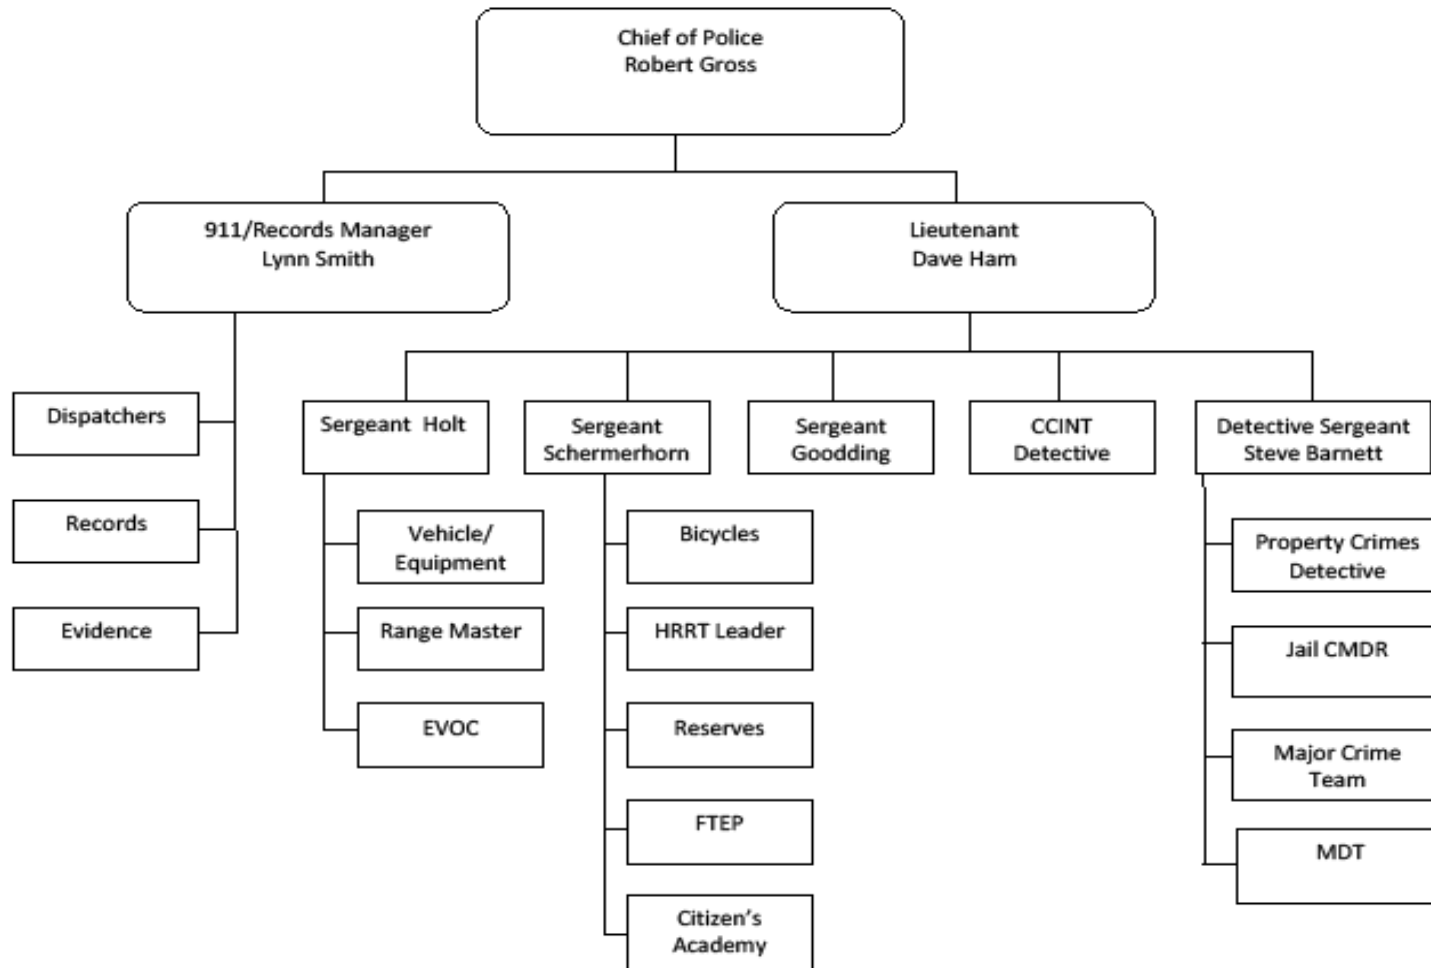 Chief of Police
Robert Gross
911/Records Manager
Lynn Smith
Lieutenant
Dave Ham
Dispatchers
Records
Evidence
Sergeant Holt
Vehicle/
Equipment
Range Master
EVOC
Sergeant
Schermerhorn
Bicycles
HRRT Leader
Reserves
FTEP
Citizen's
Academy
Sergeant
Goodding
CCINT
Detective
Detective Sergeant
Steve Barnett
Property Crimes
Detective
Jail CMDR
Major Crime
Team
MDT